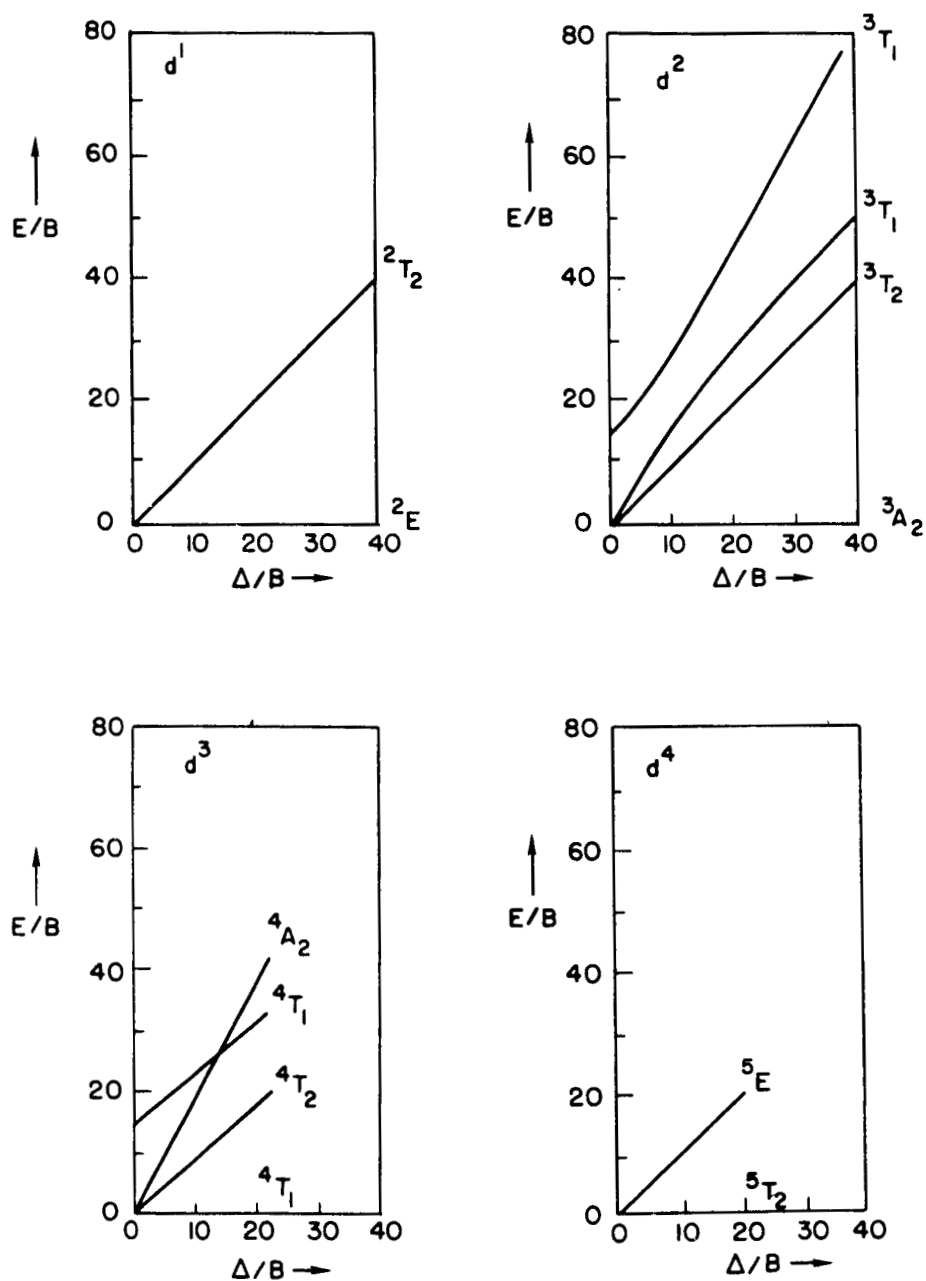 80
d¹
60
E/B
40
²T₂
20
0
²E
0 10 20 30 40
Δ/B →
80
³T₁
d²
60
E/B
³T₁
40
³T₂
20
0
³A₂
0 10 20 30 40
Δ/B →
80
d³
60
E/B
⁴A₂
40
⁴T₁
20
⁴T₂
⁴T₁
0
0 10 20 30 40
Δ/B →
80
d⁴
60
E/B
40
20
⁵E
⁵T₂
0
0 10 20 30 40
Δ/B →